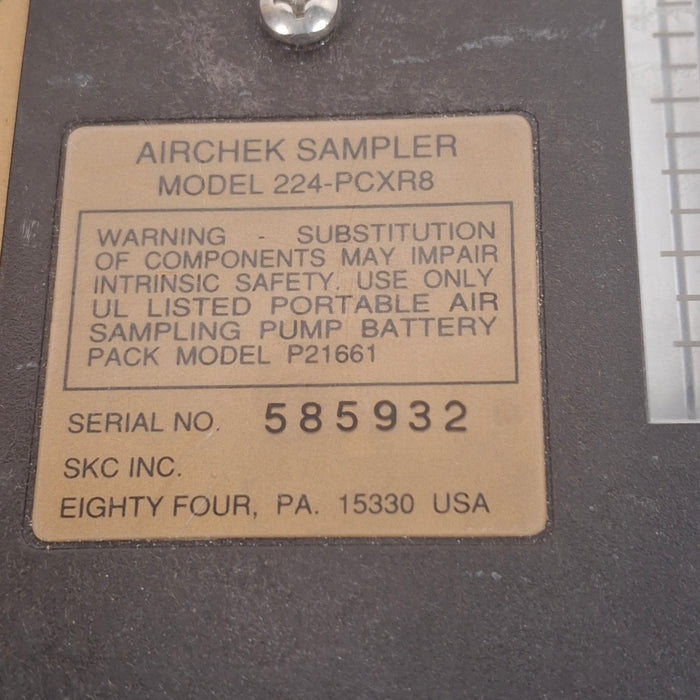 AIRCHEK SAMPLER
MODEL 224-PCXR8
WARNING - SUBSTITUTION
OF COMPONENTS MAY IMPAIR
INTRINSIC SAFETY. USE ONLY
UL LISTED PORTABLE AIR
SAMPLING PUMP BATTERY
PACK MODEL P21661
SERIAL NO. 585932
SKC INC.
EIGHTY FOUR, PA. 15330 USA